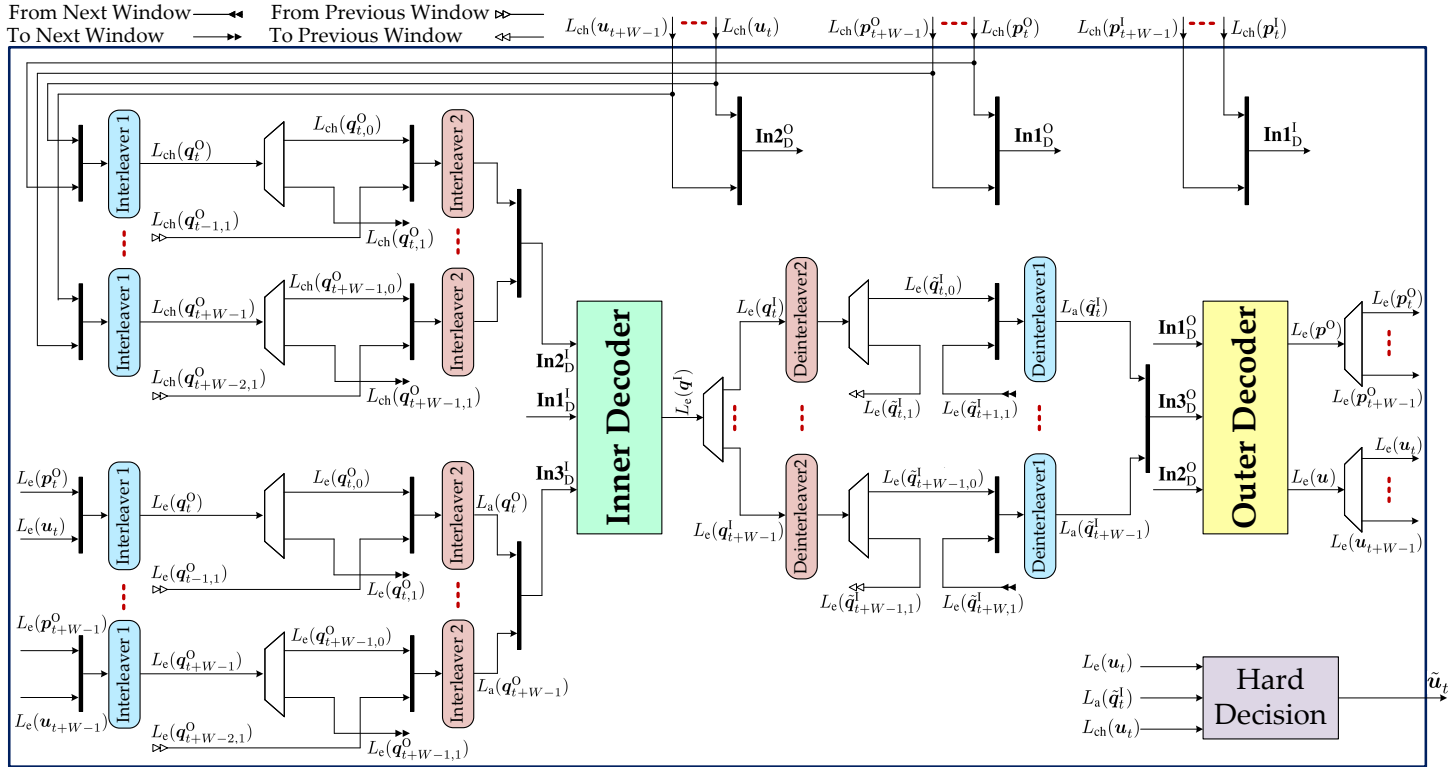 From Next Window
From Previous Window
To Next Window
To Previous Window
L_ch(u_{t+W−1})
L_ch(u_t)
L_ch(p^O_{t+W−1})
L_ch(p^O_t)
L_ch(p^I_{t+W−1})
L_ch(p^I_t)
In2^O_D
In1^O_D
In1^I_D
Interleaver 1
L_ch(q^O_t)
L_ch(q^O_{t,0})
Interleaver 2
L_ch(q^O_{t−1,1})
L_ch(q^O_{t,1})
Interleaver 1
L_ch(q^O_{t+W−1})
L_ch(q^O_{t+W−1,0})
Interleaver 2
L_ch(q^O_{t+W−2,1})
L_ch(q^O_{t+W−1,1})
In2^I_D
In1^I_D
In3^I_D
Inner Decoder
L_e(q^I)
L_e(p^O_t)
L_e(u_t)
Interleaver 1
L_e(q^O_t)
L_e(q^O_{t,0})
Interleaver 2
L_a(q^O_t)
L_e(q^O_{t−1,1})
L_e(q^O_{t,1})
L_e(p^O_{t+W−1})
L_e(u_{t+W−1})
Interleaver 1
L_e(q^O_{t+W−1})
L_e(q^O_{t+W−1,0})
Interleaver 2
L_a(q^O_{t+W−1})
L_e(q^O_{t+W−2,1})
L_e(q^O_{t+W−1,1})
L_e(q^I_t)
Deinterleaver2
L_e(q̃^I_{t,0})
L_e(q̃^I_{t,1})
L_e(q̃^I_{t+1,1})
Deinterleaver1
L_a(q̃^I_t)
L_e(q^I_{t+W−1})
Deinterleaver2
L_e(q̃^I_{t+W−1,0})
L_e(q̃^I_{t+W−1,1})
L_e(q̃^I_{t+W,1})
Deinterleaver1
L_a(q̃^I_{t+W−1})
In1^O_D
In3^O_D
In2^O_D
Outer Decoder
L_e(p^O)
L_e(p^O_t)
L_e(p^O_{t+W−1})
L_e(u)
L_e(u_t)
L_e(u_{t+W−1})
L_e(u_t)
L_a(q̃^I_t)
L_ch(u_t)
Hard
Decision
ũ_t